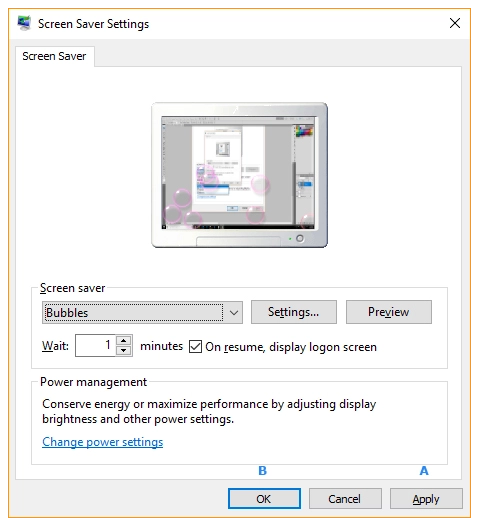 Screen Saver Settings
Screen Saver
Screen saver
Bubbles
Settings...
Preview
Wait:
1
minutes
On resume, display logon screen
Power management
Conserve energy or maximize performance by adjusting display
brightness and other power settings.
Change power settings
B
A
OK
Cancel
Apply